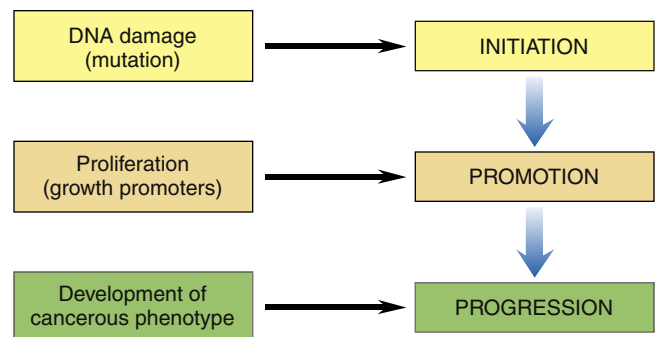 DNA damage
(mutation)
INITIATION
Proliferation
(growth promoters)
PROMOTION
Development of
cancerous phenotype
PROGRESSION